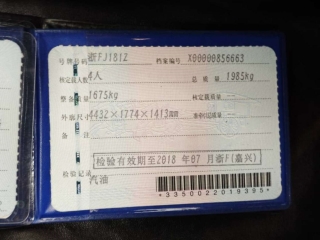 号牌号码 浙FJ181Z 档案编号 X00000856663
核定载人数 4人 总质量 1985kg
整备质量 1675kg 核定载质量 --
外廓尺寸 4432×1774×1413mm 准牵引总质量 --
检验有效期至2018 年07 月浙F(嘉兴)
检验记录 汽油
*3350022019395*